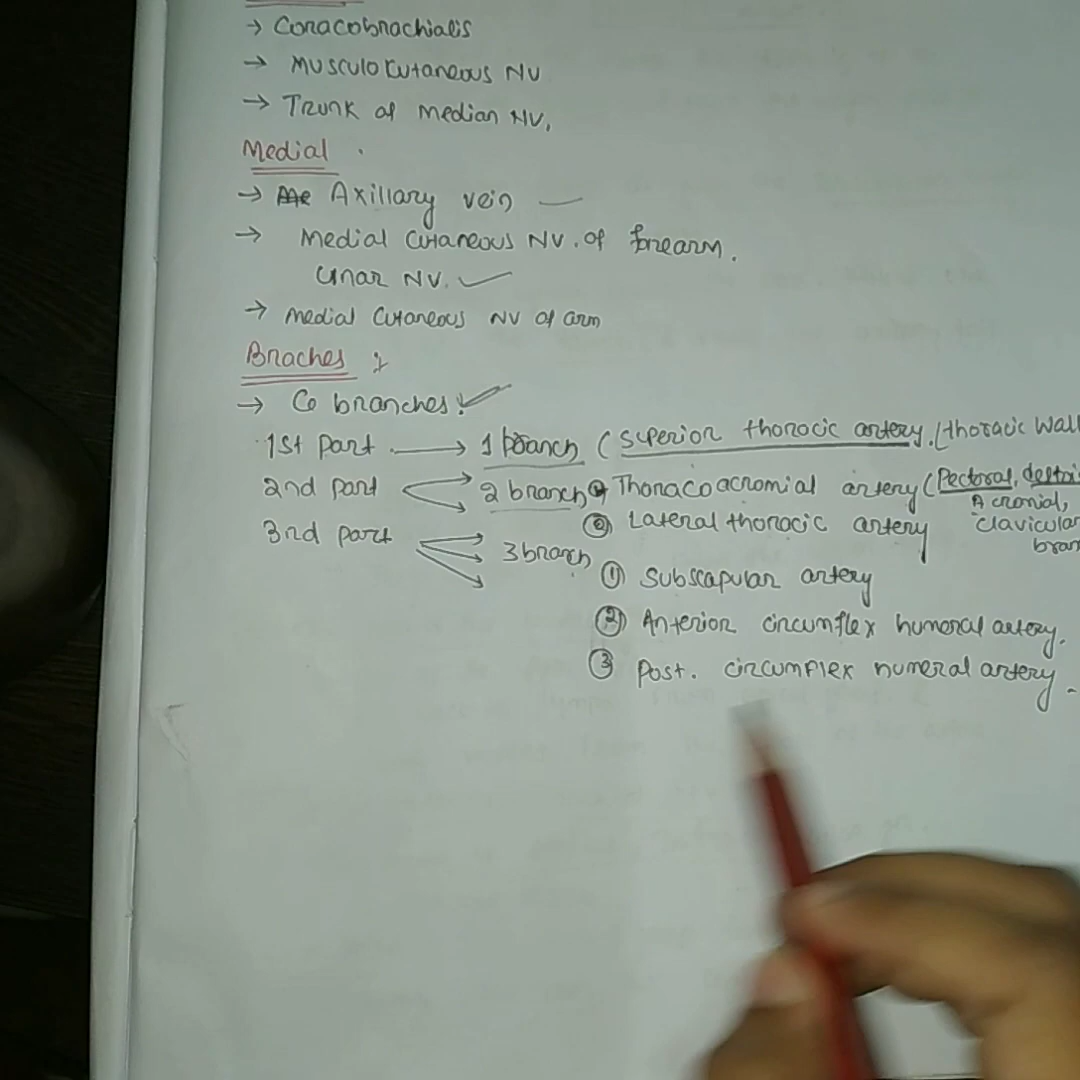 → Coracobrachialis
→ Musculocutaneous NV
→ Trunk of median NV.
Medial .
→ Axillary vein —
→ Medial Cutaneous NV. of forearm.
Ulnar NV. ✓
→ Medial Cutaneous NV of arm
Braches :
→ 6 branches. ✓
1st part. → 1 branch (Superior thoracic artery. (thoracic Wall
2nd part 2 branch ① Thoracoacromial artery (Pectoral, deltoi
Acromial,
② Lateral thoracic artery clavicular
bran
3rd part 3 branch
① Subscapular artery
② Anterior circumflex humeral artery.
③ Post. circumflex humeral artery.